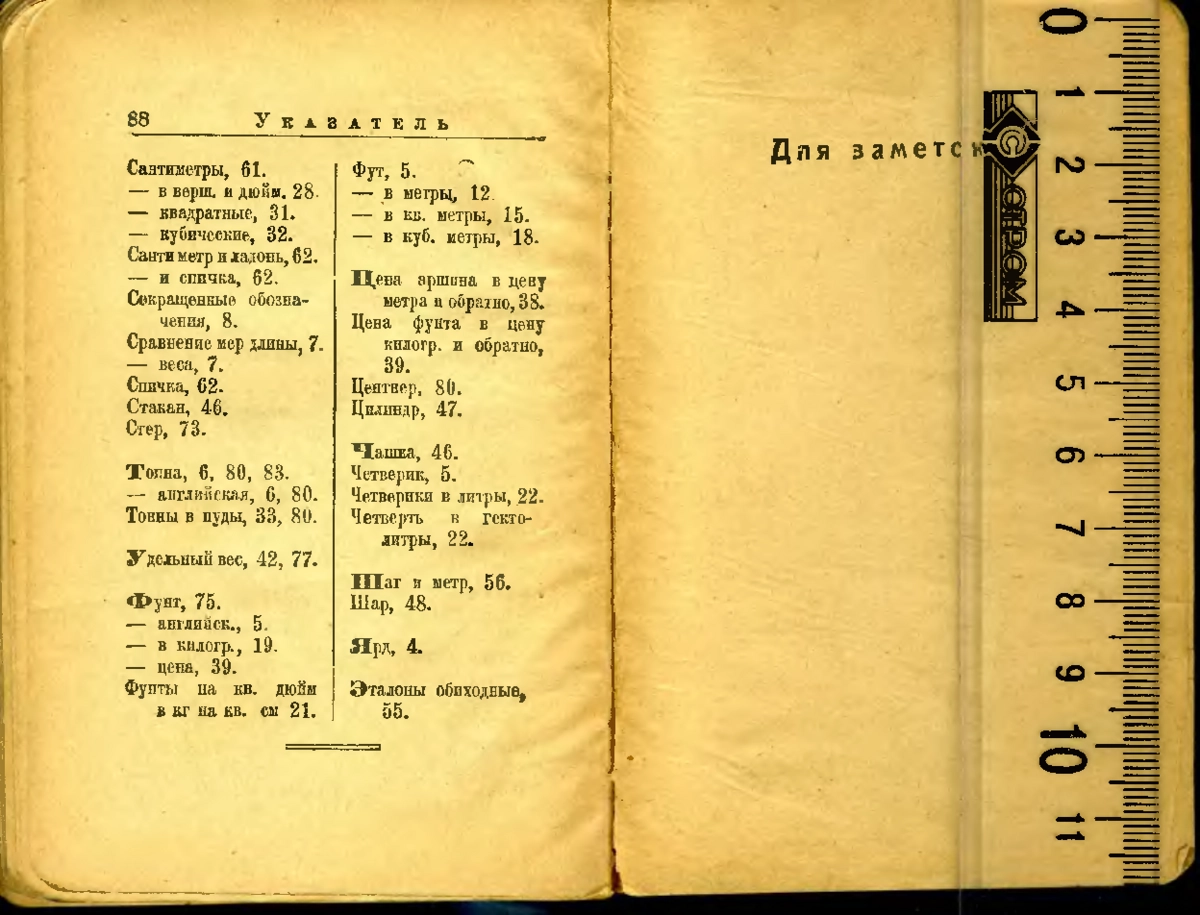 88 Указатель
Сантиметры, 61.
— в верш. и дюйм. 28.
— квадратные, 31.
— кубические, 32.
Сантиметр и ладонь, 62.
— и спичка, 62.
Сокращенные обозна-
чения, 8.
Сравнение мер длины, 7.
— веса, 7.
Спичка, 62.
Стакан, 46.
Стер, 73.
Тонна, 6, 80, 83.
— английская, 6, 80.
Тонны в пуды, 33, 80.
Удельный вес, 42, 77.
Фунт, 75.
— английск., 5.
— в килогр., 19.
— цена, 39.
Фунты на кв. дюйм
в кг на кв. см 21.
Фут, 5.
— в метры, 12.
— в кв. метры, 15.
— в куб. метры, 18.
Цена аршина в цену
метра и обратно, 38.
Цена фунта в цену
килогр. и обратно,
39.
Центнер, 80.
Цилиндр, 47.
Чашка, 46.
Четверик, 5.
Четверики в литры, 22.
Четверть в гекто-
литры, 22.
Шаг и метр, 56.
Шар, 48.
Ярд, 4.
Эталоны обиходные,
55.
Для заметок
С
СТРОМ
0
1
2
3
4
5
6
7
8
9
10
11